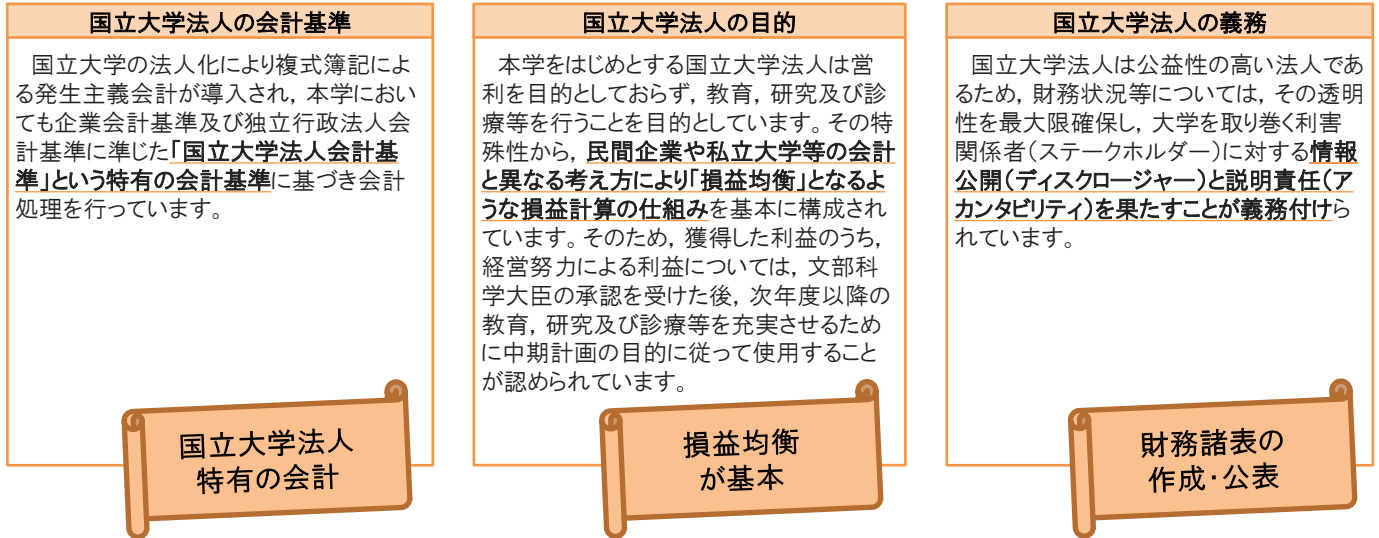 国立大学法人の会計基準
国立大学の法人化により複式簿記によ
る発生主義会計が導入され，本学におい
ても企業会計基準及び独立行政法人会
計基準に準じた「国立大学法人会計基
準」という特有の会計基準に基づき会計
処理を行っています。
国立大学法人
特有の会計
国立大学法人の目的
本学をはじめとする国立大学法人は営
利を目的としておらず，教育，研究及び診
療等を行うことを目的としています。その特
殊性から，民間企業や私立大学等の会計
と異なる考え方により「損益均衡」となるよ
うな損益計算の仕組みを基本に構成され
ています。そのため，獲得した利益のうち，
経営努力による利益については，文部科
学大臣の承認を受けた後，次年度以降の
教育，研究及び診療等を充実させるため
に中期計画の目的に従って使用すること
が認められています。
損益均衡
が基本
国立大学法人の義務
国立大学法人は公益性の高い法人であ
るため，財務状況等については，その透明
性を最大限確保し，大学を取り巻く利害
関係者（ステークホルダー）に対する情報
公開（ディスクロージャー）と説明責任（ア
カンタビリティ）を果たすことが義務付けら
れています。
財務諸表の
作成・公表